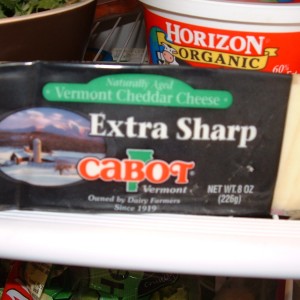 HORIZON
ORGANIC
60%
Naturally Aged
Vermont Cheddar Cheese
Extra Sharp
CABOT
Vermont
Owned by Dairy Farmers
Since 1919
NET WT. 8 OZ
(226g)